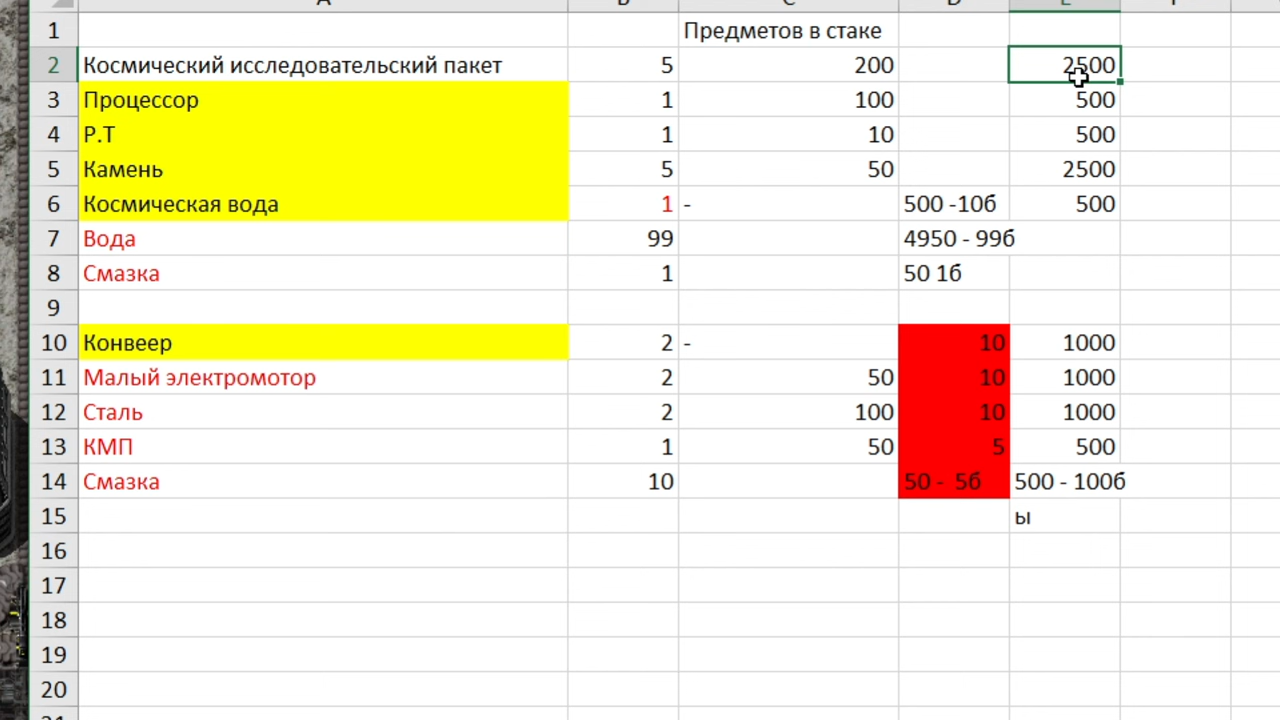 Предметов в стаке
1
2 Космический исследовательский пакет 5 200 2500
3 Процессор 1 100 500
4 Р.Т 1 10 500
5 Камень 5 50 2500
6 Космическая вода 1 - 500 -10б 500
7 Вода 99 4950 - 99б
8 Смазка 1 50 1б
9
10 Конвеер 2 - 10 1000
11 Малый электромотор 2 50 10 1000
12 Сталь 2 100 10 1000
13 КМП 1 50 5 500
14 Смазка 10 50 - 5б 500 - 100б
15 ы
16
17
18
19
20